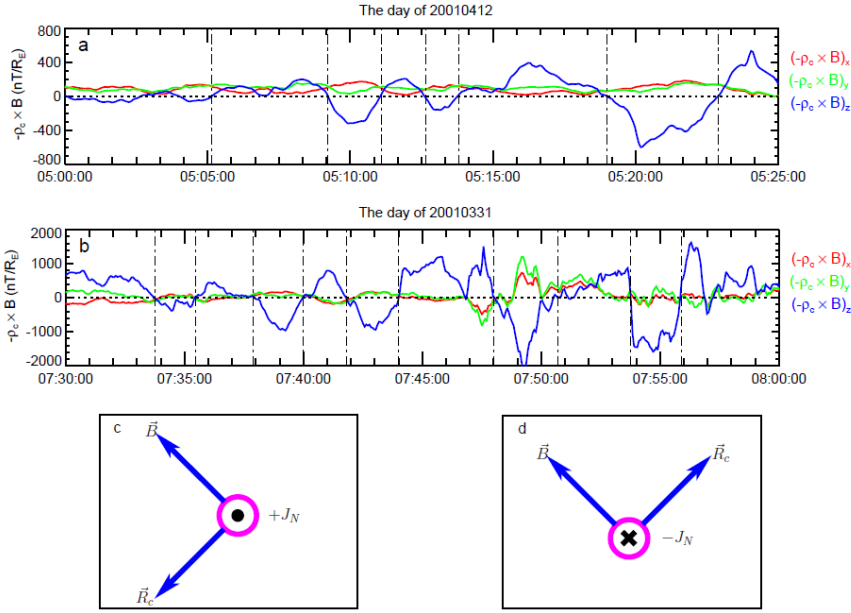 The day of 20010412
a
-ρc × B (nT/RE)
800
400
0
-400
-800
(-ρc × B)x
(-ρc × B)y
(-ρc × B)z
05:00:00 05:05:00 05:10:00 05:15:00 05:20:00 05:25:00
The day of 20010331
b
-ρc × B (nT/RE)
2000
1000
0
-1000
-2000
(-ρc × B)x
(-ρc × B)y
(-ρc × B)z
07:30:00 07:35:00 07:40:00 07:45:00 07:50:00 07:55:00 08:00:00
c
B⃗
+JN
R⃗c
d
B⃗
R⃗c
−JN